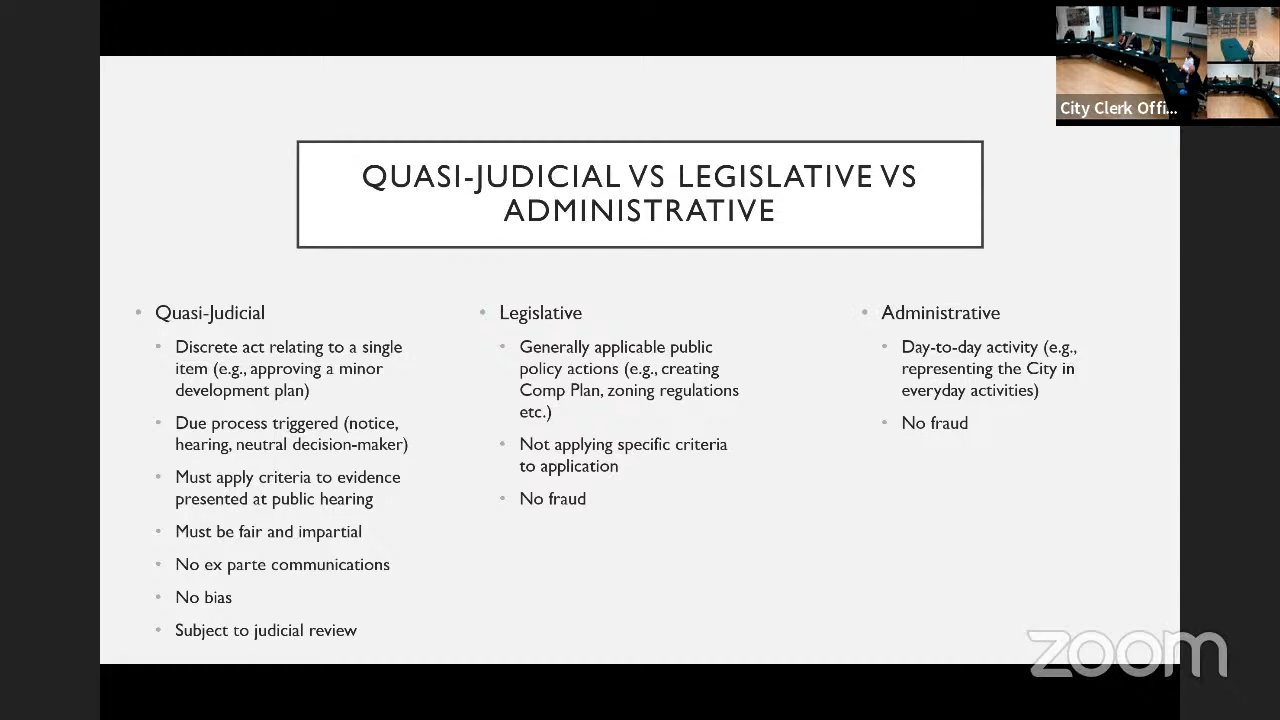 City Clerk Offi...
QUASI-JUDICIAL VS LEGISLATIVE VS
ADMINISTRATIVE
• Quasi-Judicial
• Discrete act relating to a single
item (e.g., approving a minor
development plan)
• Due process triggered (notice,
hearing, neutral decision-maker)
• Must apply criteria to evidence
presented at public hearing
• Must be fair and impartial
• No ex parte communications
• No bias
• Subject to judicial review
• Legislative
• Generally applicable public
policy actions (e.g., creating
Comp Plan, zoning regulations
etc.)
• Not applying specific criteria
to application
• No fraud
• Administrative
• Day-to-day activity (e.g.,
representing the City in
everyday activities)
• No fraud
zoom